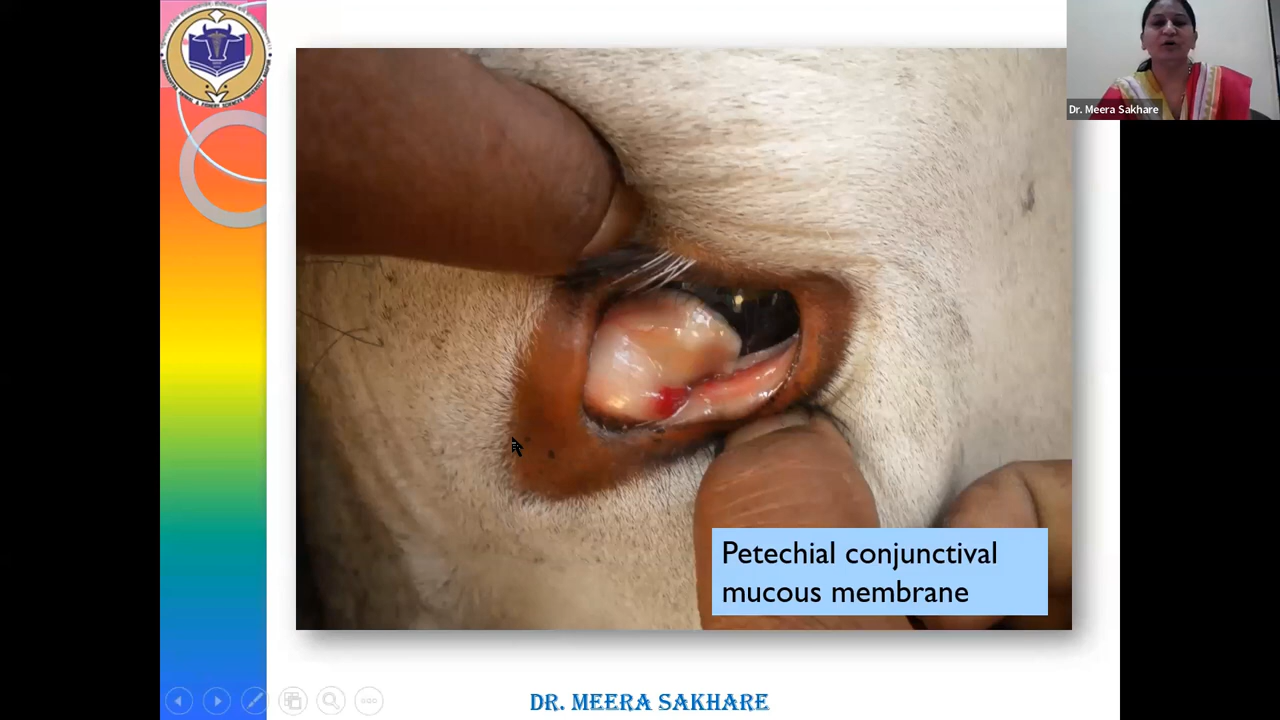 Dr. Meera Sakhare
Petechial conjunctival
mucous membrane
DR. MEERA SAKHARE